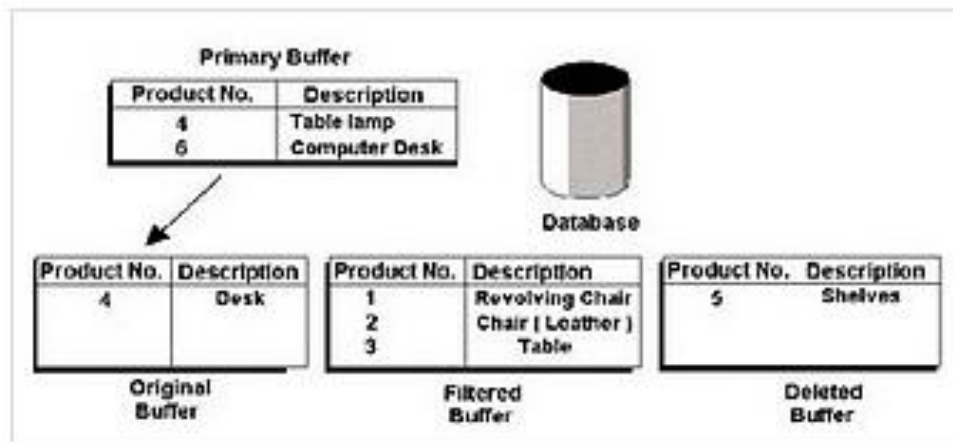 Primary Buffer
Product No. Description
4 Table lamp
6 Computer Desk
Database
Product No. Description
4 Desk
Product No. Description
1 Revolving Chair
2 Chair ( Leather )
3 Table
Product No. Description
5 Shelves
Original
Buffer
Filtered
Buffer
Deleted
Buffer